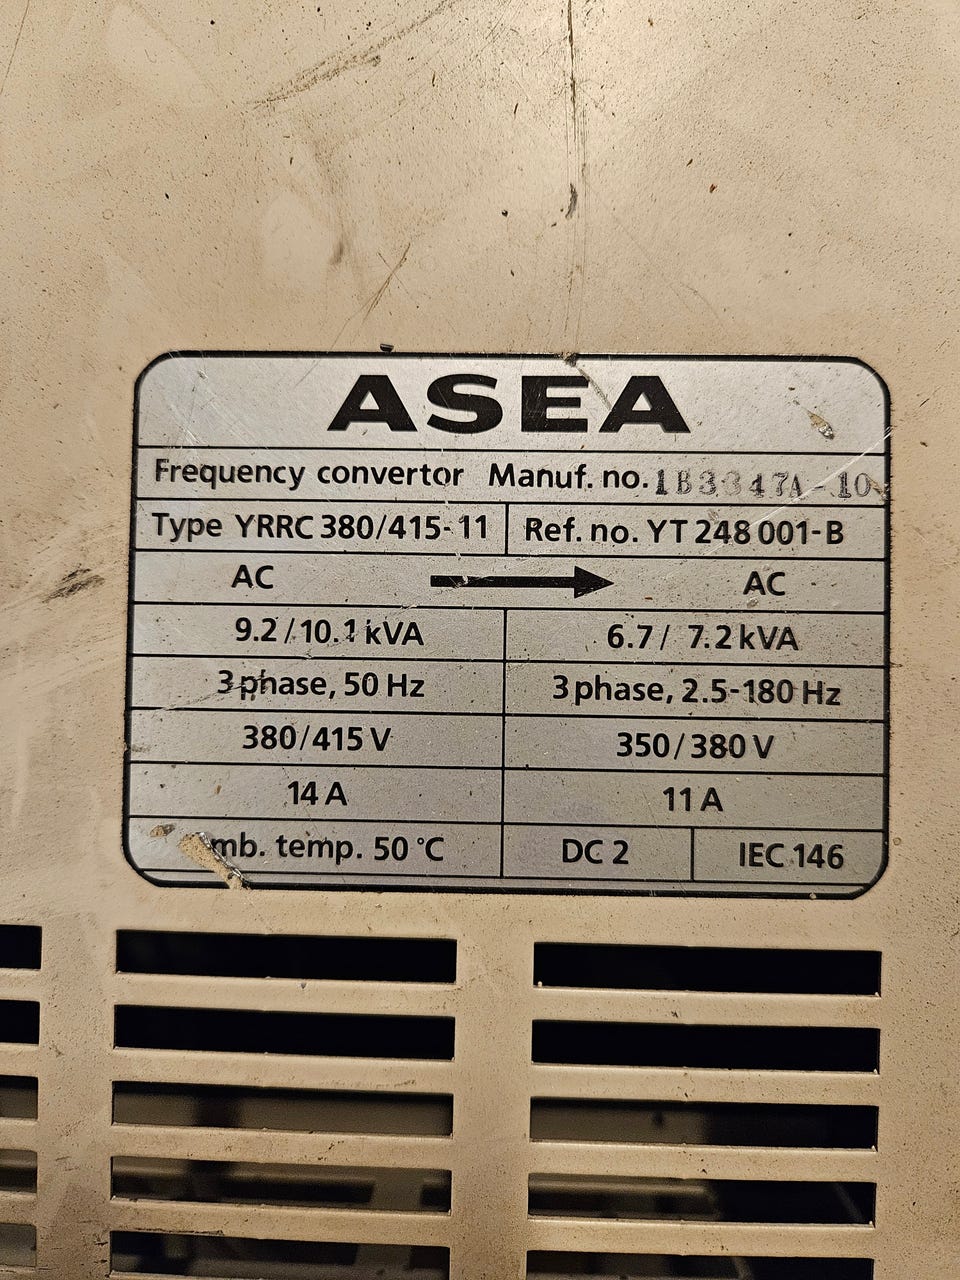 ASEA
Frequency convertor Manuf. no. 1B3347A-10
Type YRRC 380/415-11 Ref. no. YT 248 001-B
AC AC
9.2/10.1 kVA 6.7/ 7.2 kVA
3 phase, 50 Hz 3 phase, 2.5-180 Hz
380/415 V 350/380 V
14 A 11 A
mb. temp. 50 °C DC 2 IEC 146